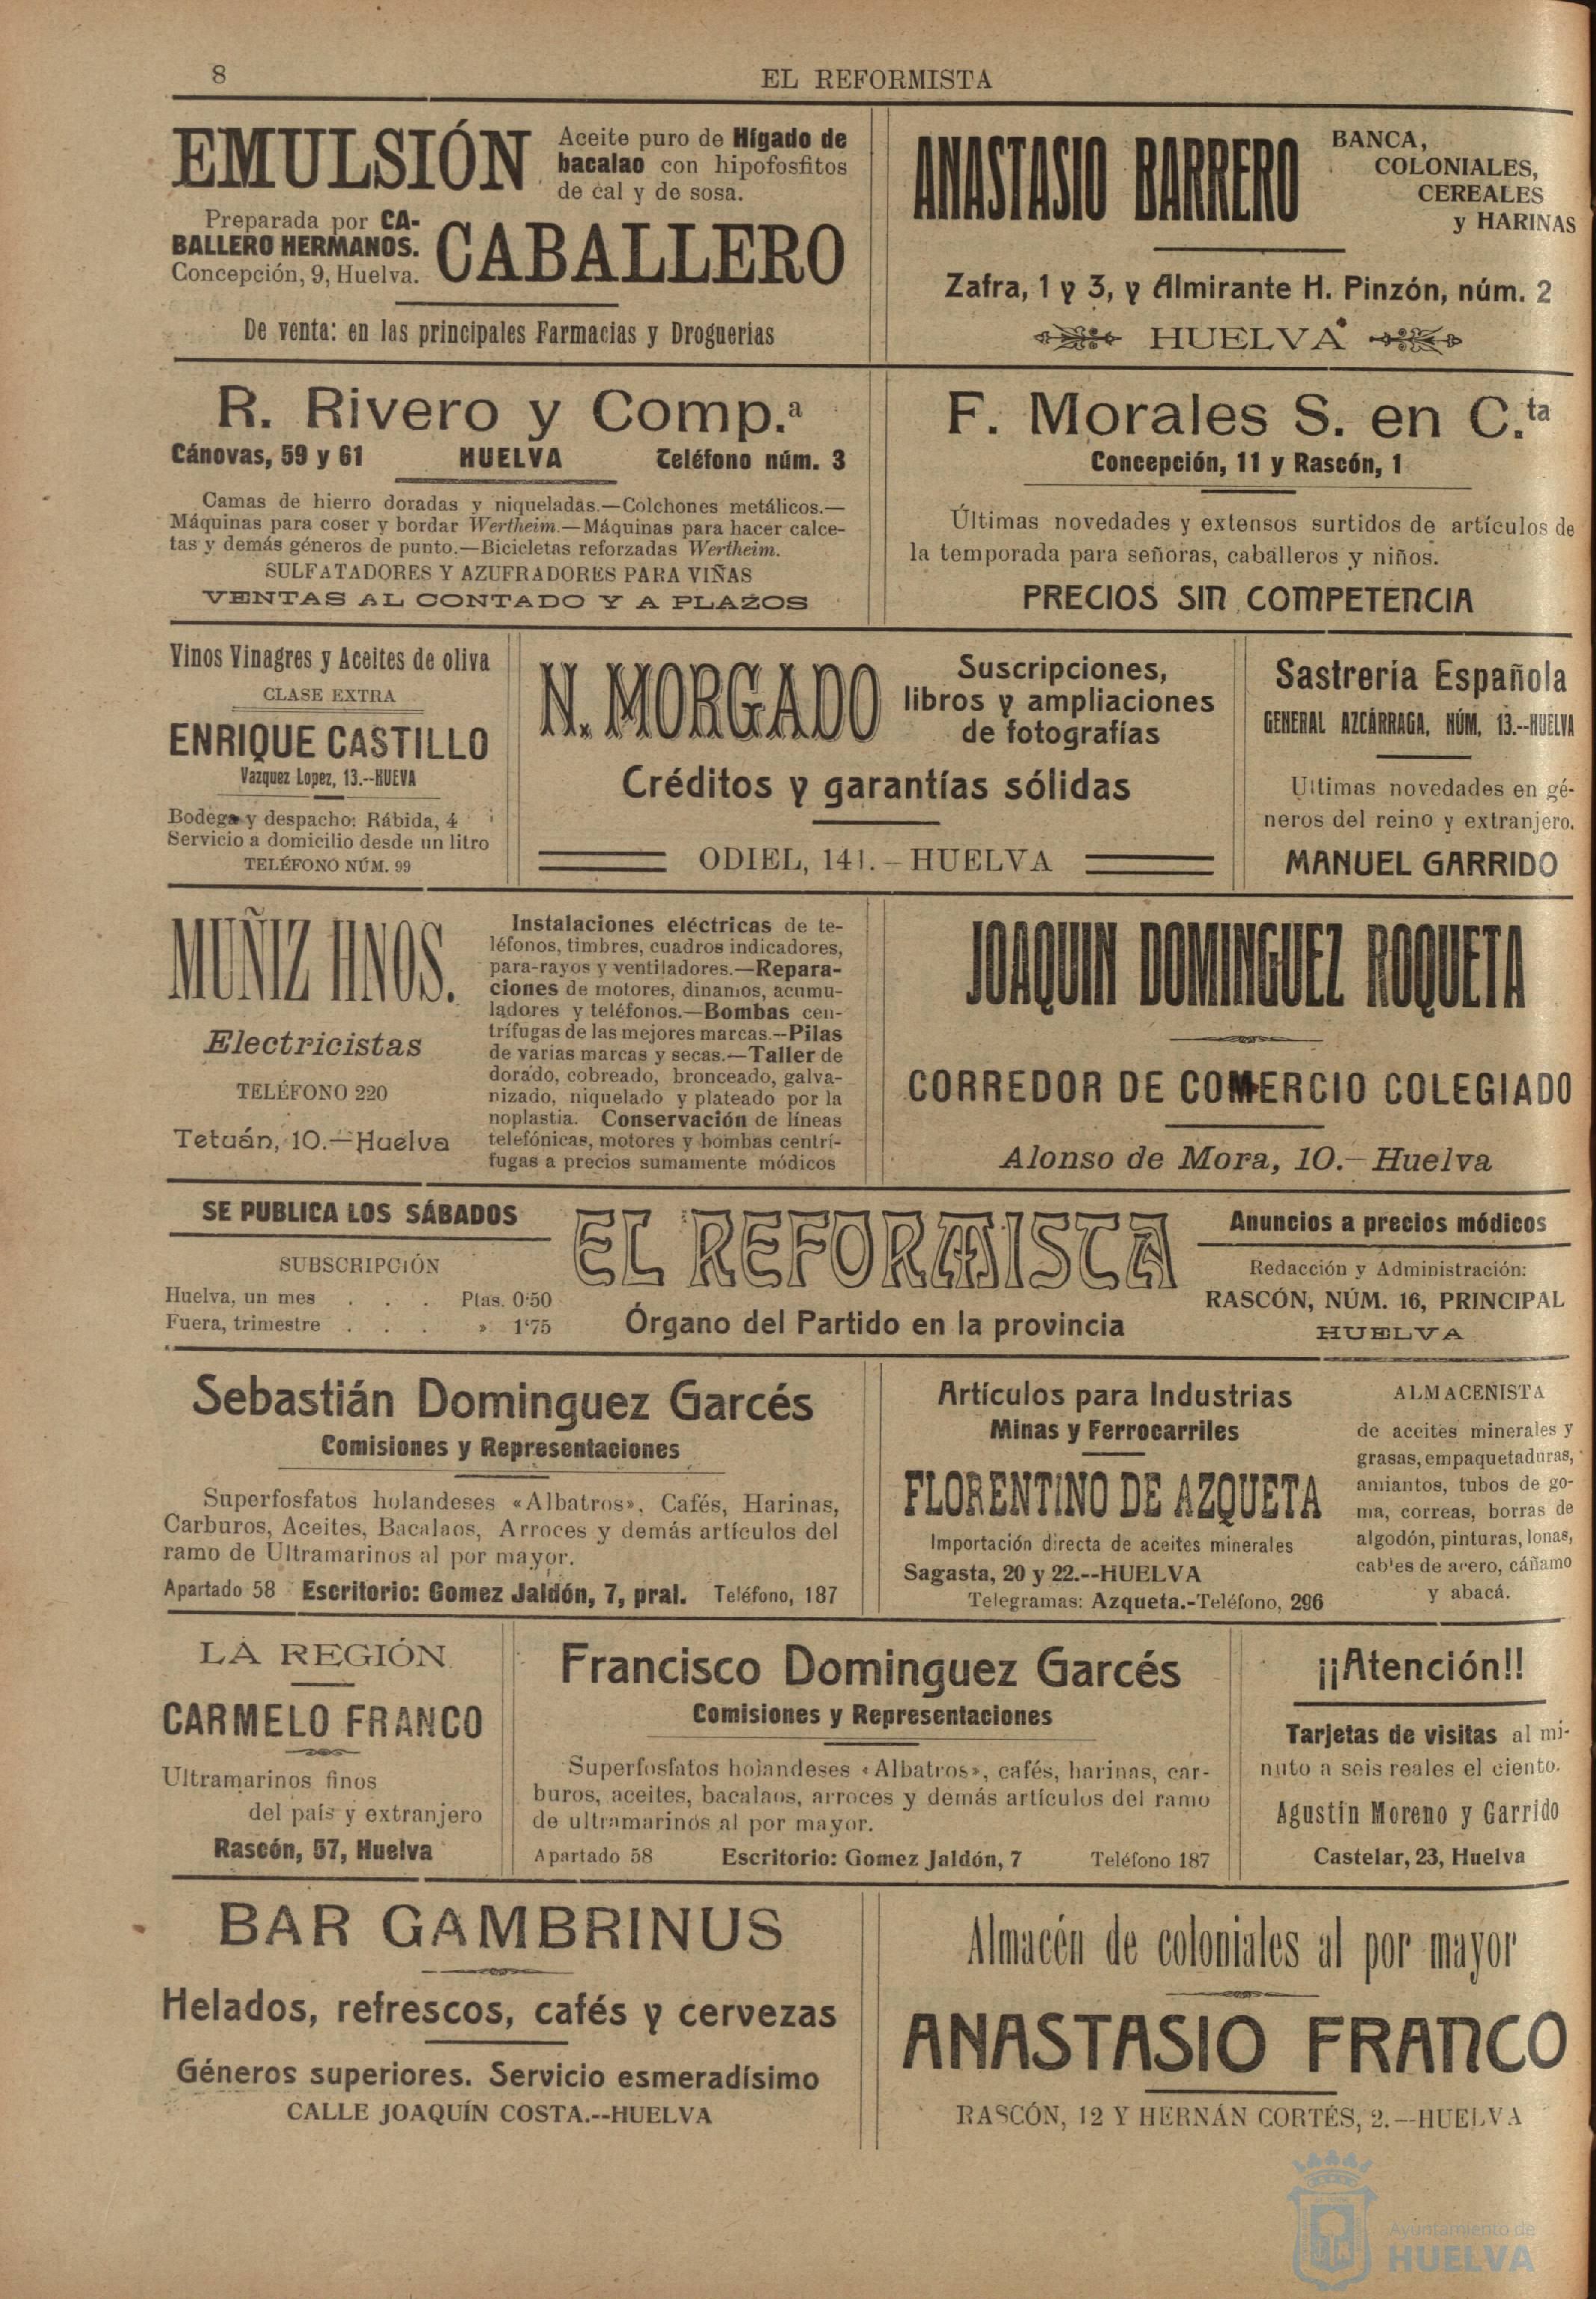 8
EL REFORMISTA
EMULSIÓN
Aceite puro de Hígado de
bacalao con hipofosfitos
de cal y de sosa.
Preparada por CA-
BALLERO HERMANOS.
Concepción, 9, Huelva.
CABALLERO
De venta: en las principales Farmacias y Droguerias
ANASTASIO BARRERO
BANCA,
COLONIALES,
CEREALES
y HARINAS
Zafra, 1 y 3, y Almirante H. Pinzón, núm. 2
HUELVA
R. Rivero y Comp.ª
Cánovas, 59 y 61 HUELVA Teléfono núm. 3
Camas de hierro doradas y niqueladas.—Colchones metálicos.—
Máquinas para coser y bordar Wertheim.—Máquinas para hacer calce-
tas y demás géneros de punto.—Bicicletas reforzadas Wertheim.
SULFATADORES Y AZUFRADORES PARA VIÑAS
VENTAS AL CONTADO Y A PLAZOS
F. Morales S. en C.ta
Concepción, 11 y Rascón, 1
Últimas novedades y extensos surtidos de artículos de
la temporada para señoras, caballeros y niños.
PRECIOS SIN COMPETENCIA
Vinos Vinagres y Aceites de oliva
CLASE EXTRA
ENRIQUE CASTILLO
Vazquez Lopez, 13.--HUEVA
Bodega y despacho: Rábida, 4
Servicio a domicilio desde un litro
TELÉFONO NÚM. 99
N. MORGADO
Suscripciones,
libros y ampliaciones
de fotografías
Créditos y garantías sólidas
ODIEL, 141.—HUELVA
Sastrería Española
GENERAL AZCÁRRAGA, NÚM, 13.--HUELVA
Ultimas novedades en gé-
neros del reino y extranjero.
MANUEL GARRIDO
MUÑIZ HNOS.
Electricistas
TELÉFONO 220
Tetuán, 10.—Huelva
Instalaciones eléctricas de te-
léfonos, timbres, cuadros indicadores,
para-rayos y ventiladores.—Repara-
ciones de motores, dinamos, acumu-
ladores y teléfonos.—Bombas cen-
trífugas de las mejores marcas.--Pilas
de varias marcas y secas.—Taller de
dorado, cobreado, bronceado, galva-
nizado, niquelado y plateado por la
noplastia. Conservación de líneas
telefónicas, motores y bombas centrí-
fugas a precios sumamente módicos
JOAQUIN DOMINGUEZ ROQUETA
CORREDOR DE COMERCIO COLEGIADO
Alonso de Mora, 10.—Huelva
SE PUBLICA LOS SÁBADOS
SUBSCRIPCIÓN
Huelva, un mes . . . Ptas. 0'50
Fuera, trimestre . . . » 1'75
EL REFORMISTA
Órgano del Partido en la provincia
Anuncios a precios módicos
Redacción y Administración:
RASCÓN, NÚM. 16, PRINCIPAL
HUELVA
Sebastián Dominguez Garcés
Comisiones y Representaciones
Superfosfatos holandeses «Albatros», Cafés, Harinas,
Carburos, Aceites, Bacalaos, Arroces y demás artículos del
ramo de Ultramarinos al por mayor.
Apartado 58 Escritorio: Gomez Jaldón, 7, pral. Teléfono, 187
Artículos para Industrias
Minas y Ferrocarriles
FLORENTINO DE AZQUETA
Importación directa de aceites minerales
Sagasta, 20 y 22.--HUELVA
Telegramas: Azqueta.-Teléfono, 296
ALMACENISTA
de aceites minerales y
grasas, empaquetaduras,
amiantos, tubos de go-
ma, correas, borras de
algodón, pinturas, lonas,
cables de acero, cáñamo
y abacá.
LA REGIÓN
CARMELO FRANCO
Ultramarinos finos
del país y extranjero
Rascón, 57, Huelva
Francisco Dominguez Garcés
Comisiones y Representaciones
Superfosfatos holandeses «Albatros», cafés, harinas, car-
buros, aceites, bacalaos, arroces y demás artículos del ramo
de ultramarinos al por mayor.
Apartado 58 Escritorio: Gomez Jaldón, 7 Teléfono 187
¡¡Atención!!
Tarjetas de visitas al mi-
nuto a seis reales el ciento.
Agustín Moreno y Garrido
Castelar, 23, Huelva
BAR GAMBRINUS
Helados, refrescos, cafés y cervezas
Géneros superiores. Servicio esmeradísimo
CALLE JOAQUÍN COSTA.--HUELVA
Almacén de coloniales al por mayor
ANASTASIO FRANCO
RASCÓN, 12 Y HERNÁN CORTÉS, 2.—HUELVA
Ayuntamiento de
HUELVA